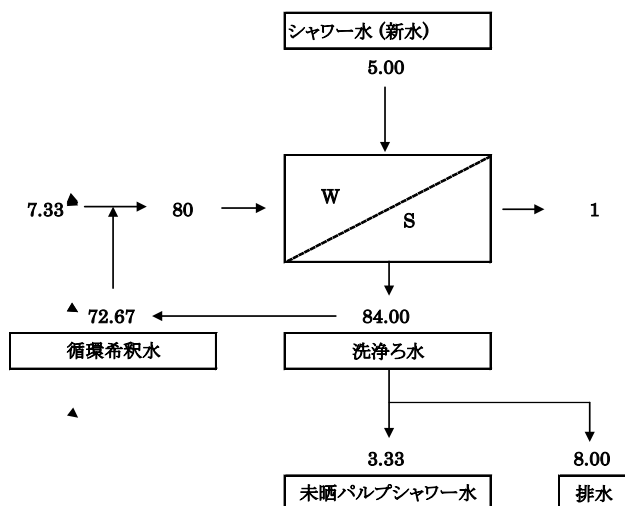 シャワー水 (新水)
5.00
W
S
7.33
80
1
72.67
84.00
循環希釈水
洗浄ろ水
3.33
8.00
未晒パルプシャワー水
排水